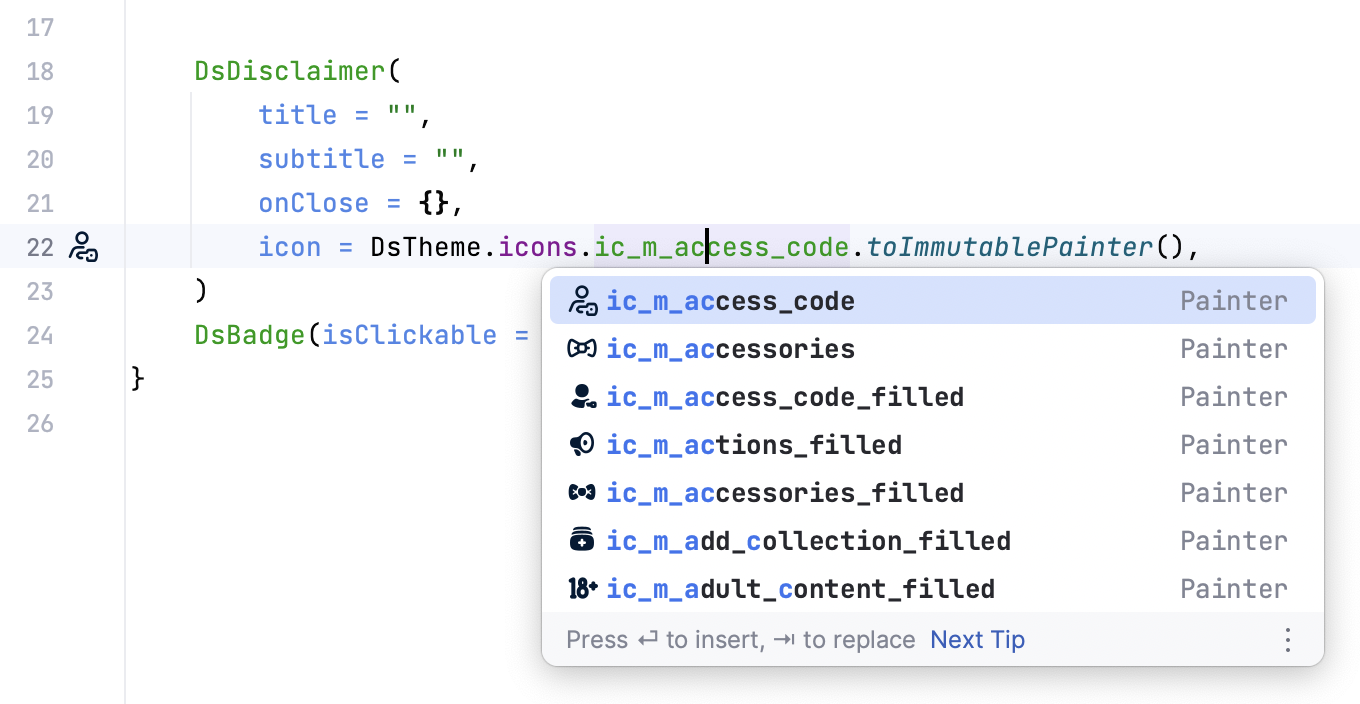 17
18 DsDisclaimer(
19 title = "",
20 subtitle = "",
21 onClose = {},
22 icon = DsTheme.icons.ic_m_access_code.toImmutablePainter(),
23 )
24 DsBadge(isClickable =
25 }
26
ic_m_access_code Painter
ic_m_accessories Painter
ic_m_access_code_filled Painter
ic_m_actions_filled Painter
ic_m_accessories_filled Painter
ic_m_add_collection_filled Painter
18+ ic_m_adult_content_filled Painter
Press ↵ to insert, ⇥ to replace Next Tip